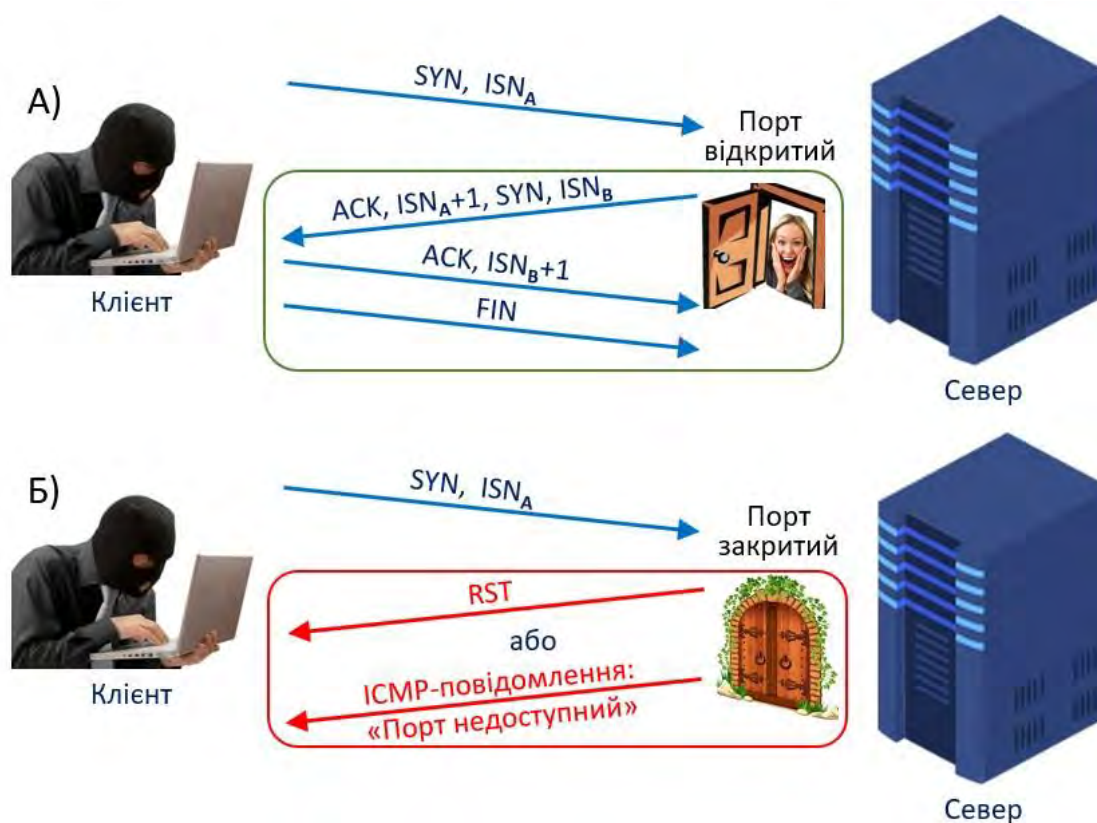 А)
SYN, ISNA
Порт
відкритий
ACK, ISNA+1, SYN, ISNB
ACK, ISNB+1
FIN
Клієнт
Север
Б)
SYN, ISNA
Порт
закритий
RST
або
ICMP-повідомлення:
«Порт недоступний»
Клієнт
Север